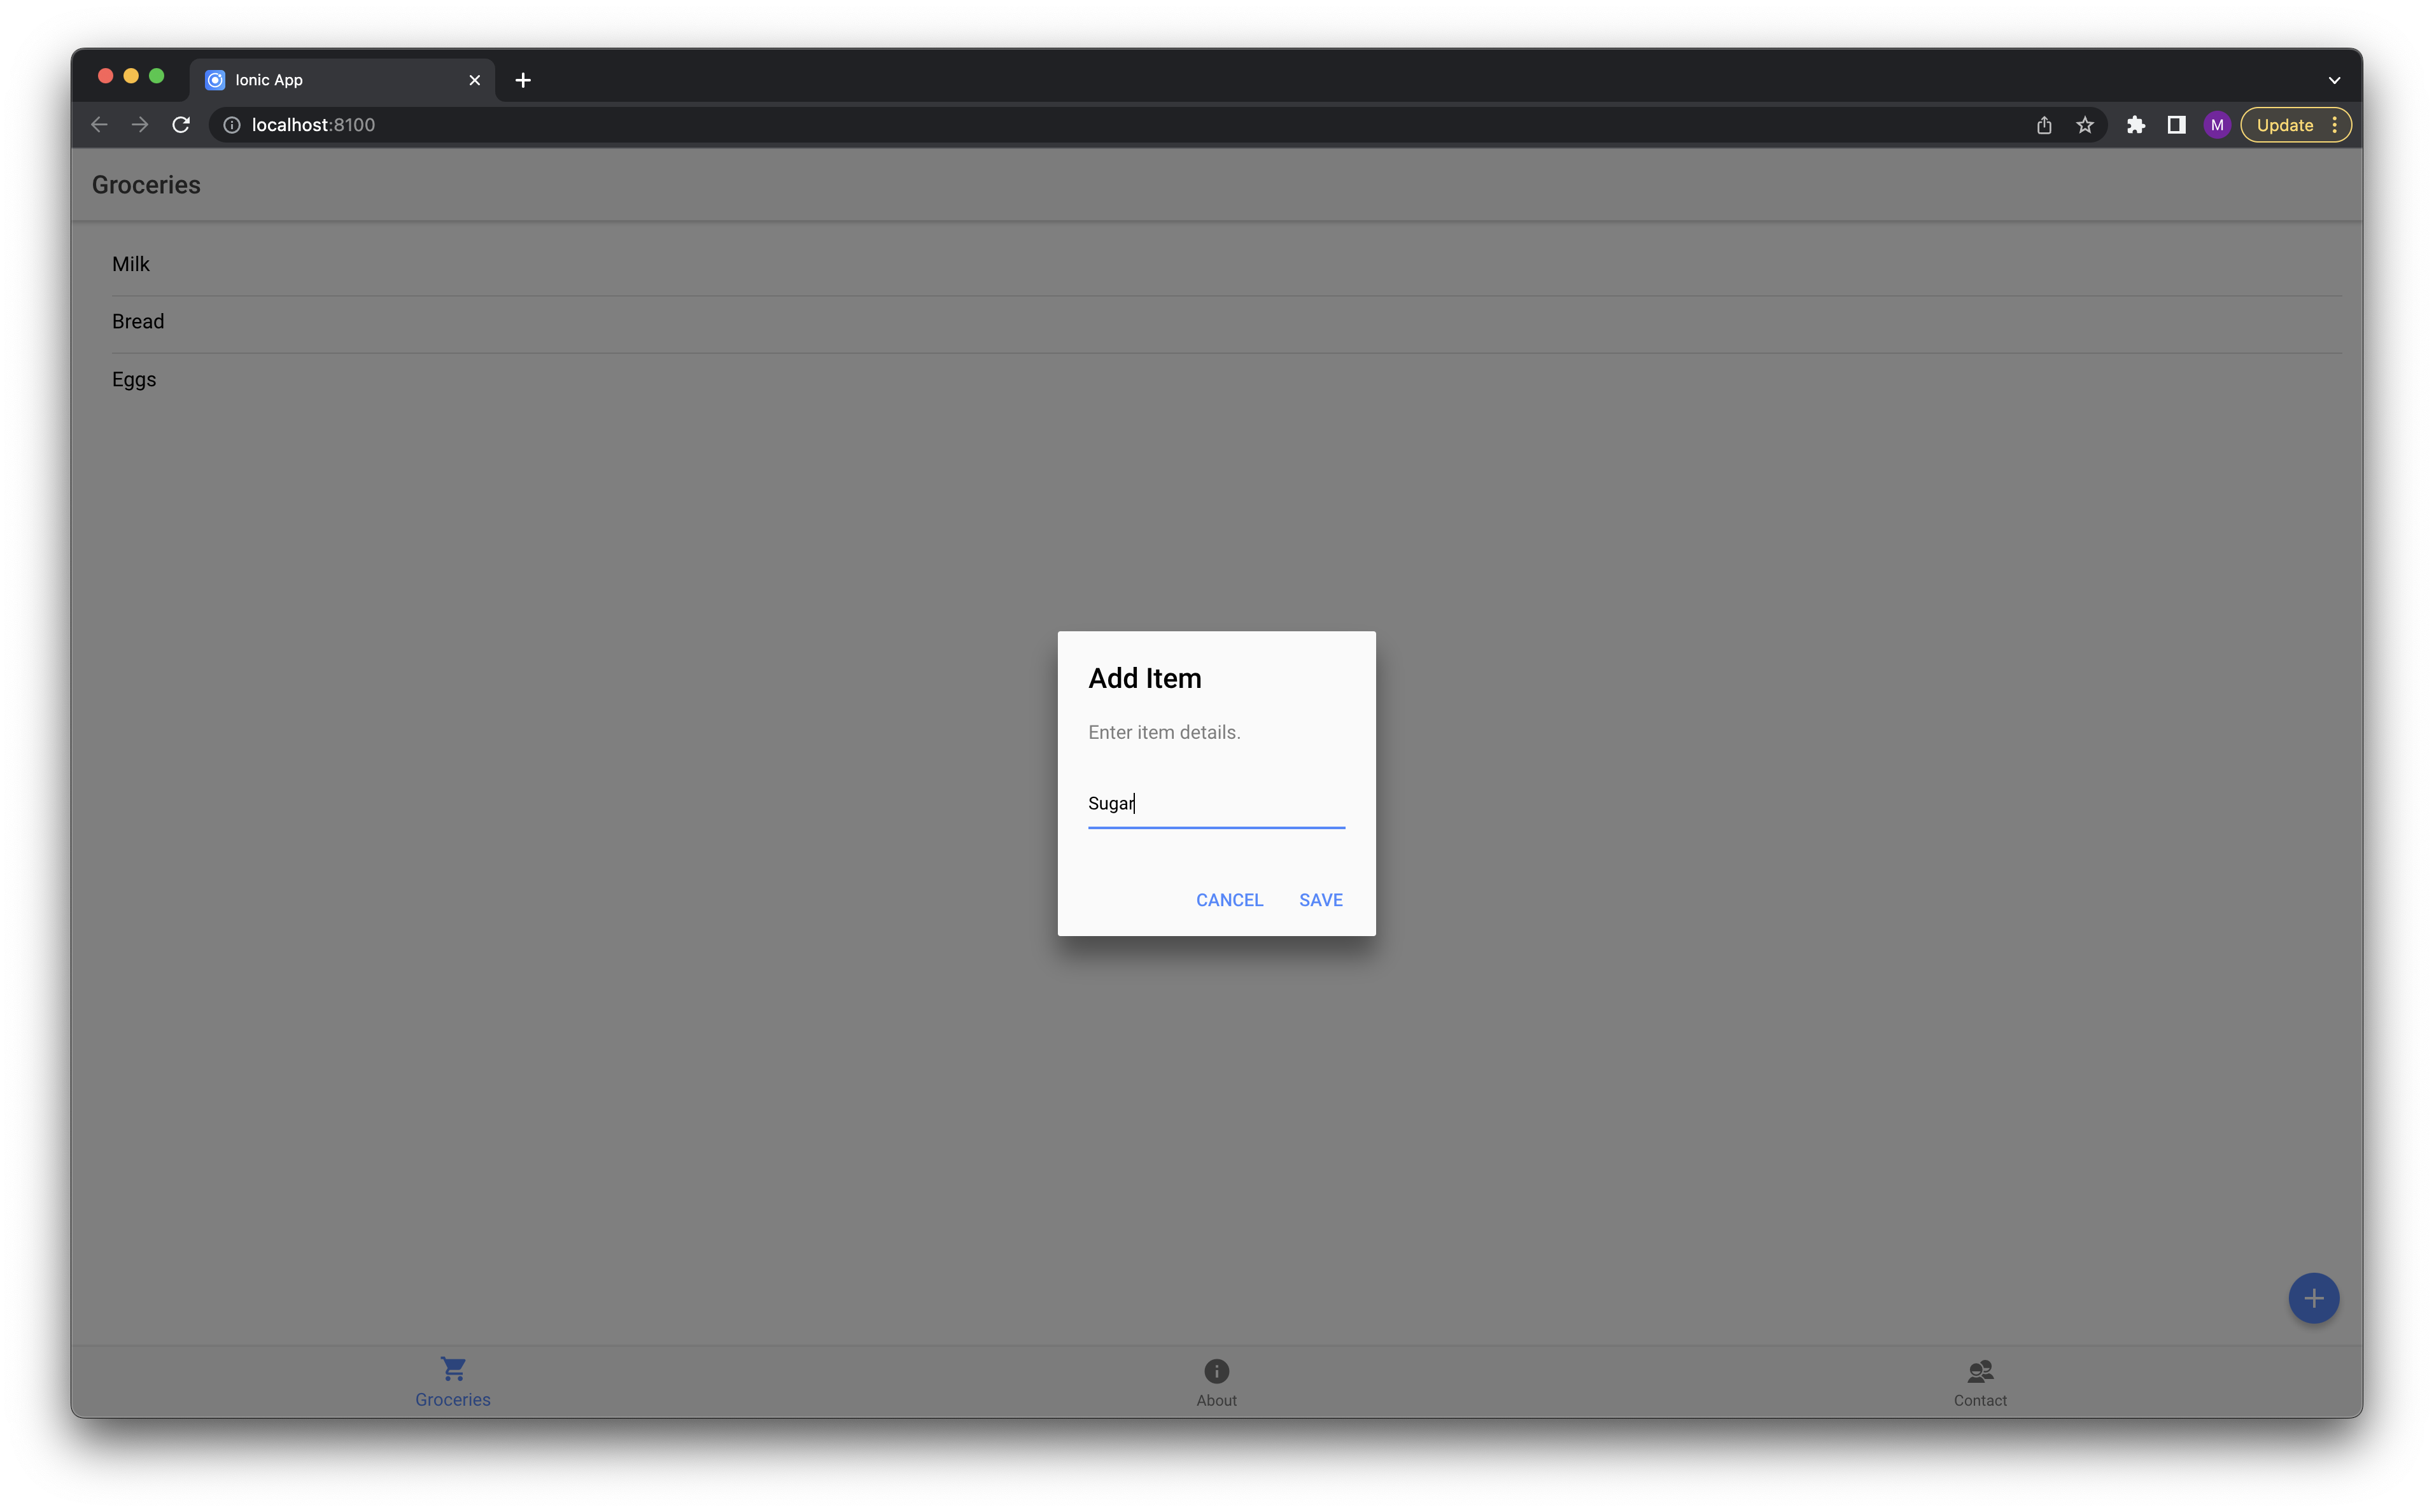 Ionic App
localhost:8100
M
Update
Groceries
Milk
Bread
Eggs
Add Item
Enter item details.
Sugar
CANCEL SAVE
Groceries About Contact